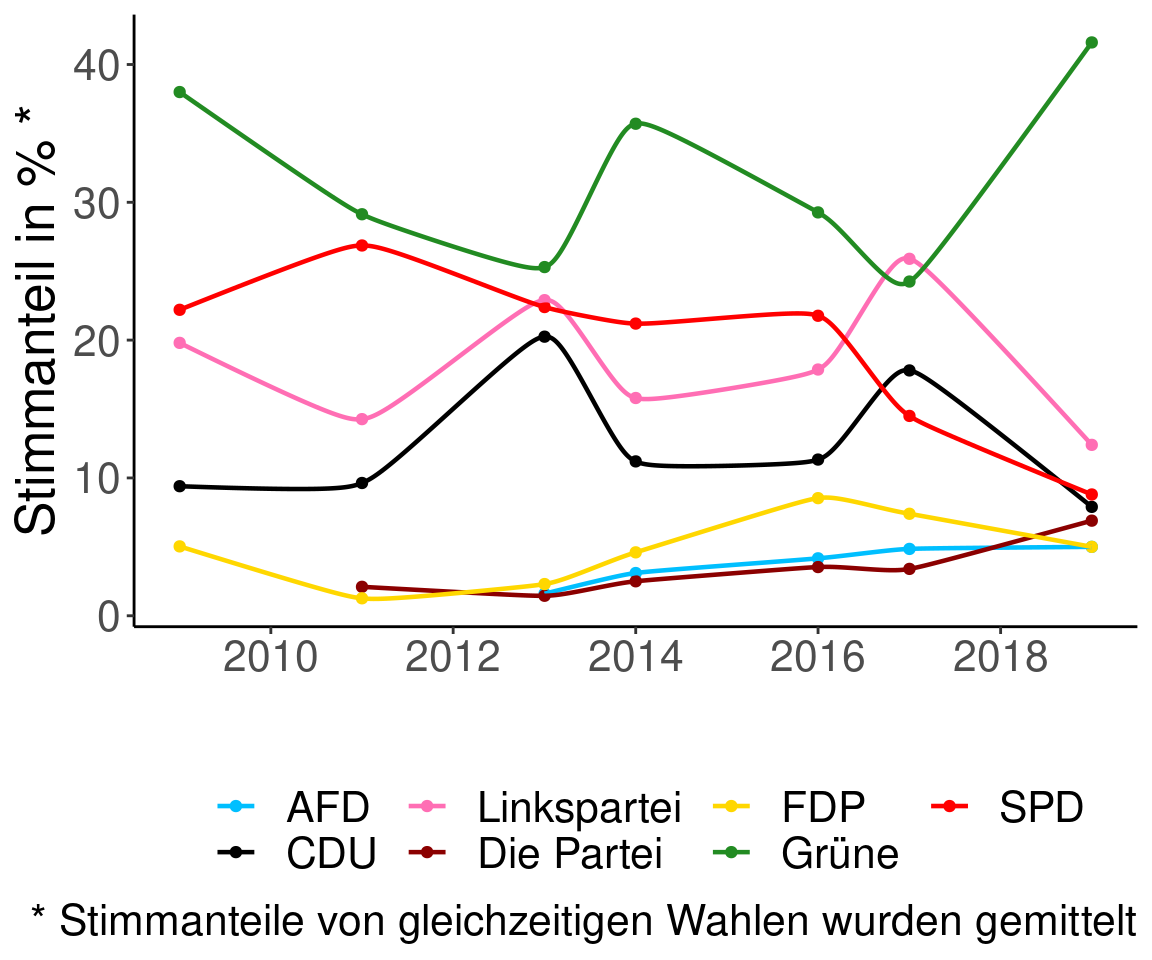 Stimmanteil in % *
40
30
20
10
0
2010 2012 2014 2016 2018
AFD Linkspartei FDP SPD
CDU Die Partei Grüne
* Stimmanteile von gleichzeitigen Wahlen wurden gemittelt